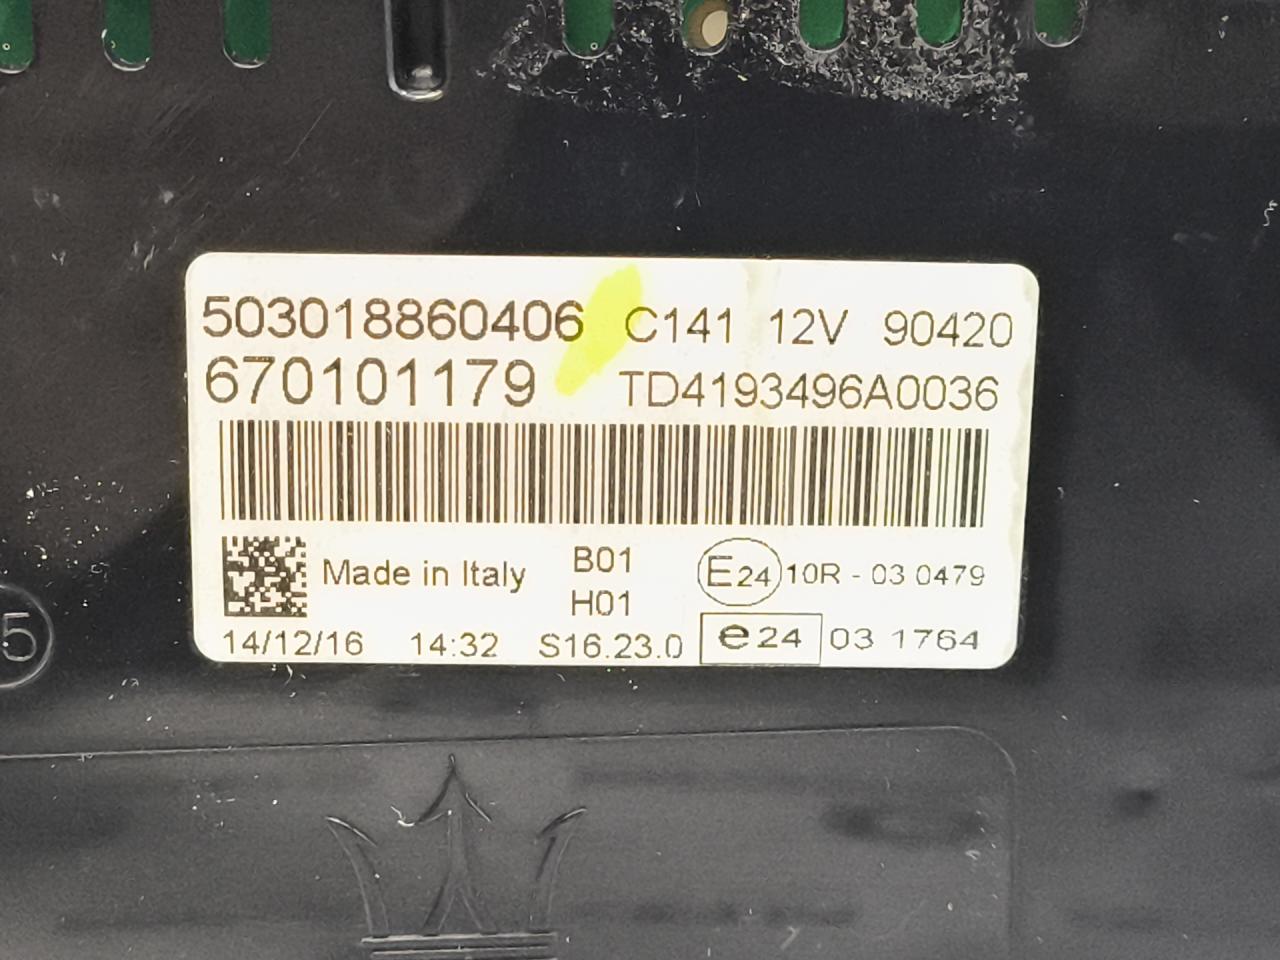 503018860406 C141 12V 90420
670101179 TD4193496A0036
Made in Italy B01 E24 10R - 03 0479
H01
14/12/16 14:32 S16.23.0 e24 03 1764
5